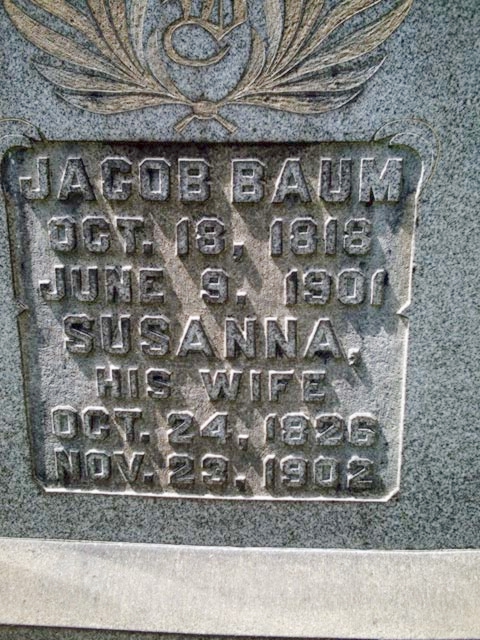 JACOB BAUM
OCT. 18, 1818
JUNE 9. 1901
SUSANNA,
HIS WIFE
OCT. 24, 1826
NOV. 23, 1902